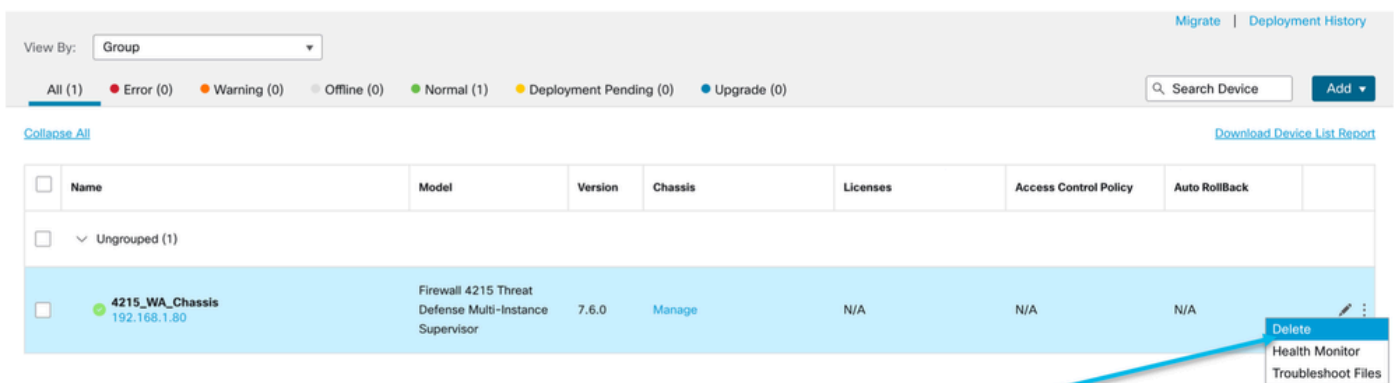 Migrate | Deployment History
View By: Group
All (1) Error (0) Warning (0) Offline (0) Normal (1) Deployment Pending (0) Upgrade (0) Search Device Add
Collapse All Download Device List Report
Name Model Version Chassis Licenses Access Control Policy Auto RollBack
Ungrouped (1)
Firewall 4215 Threat
4215_WA_Chassis Defense Multi-Instance 7.6.0 Manage N/A N/A N/A
192.168.1.80 Supervisor
Delete
Health Monitor
Troubleshoot Files